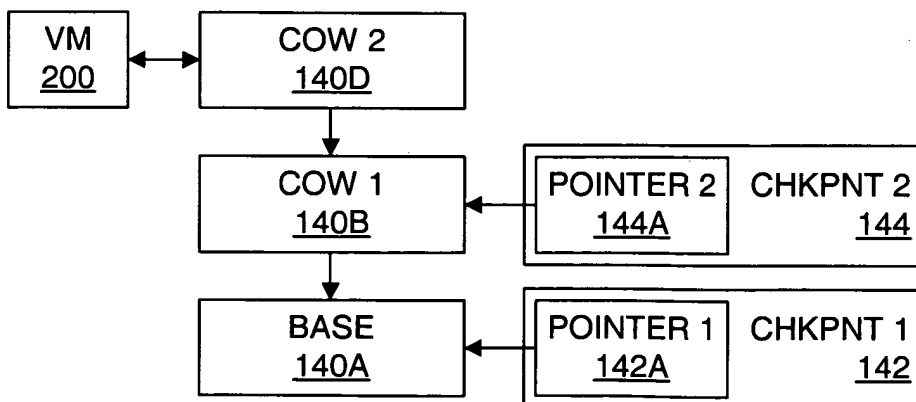 VM
200
COW 2
140D
COW 1
140B
POINTER 2
144A
CHKPNT 2
144
BASE
140A
POINTER 1
142A
CHKPNT 1
142